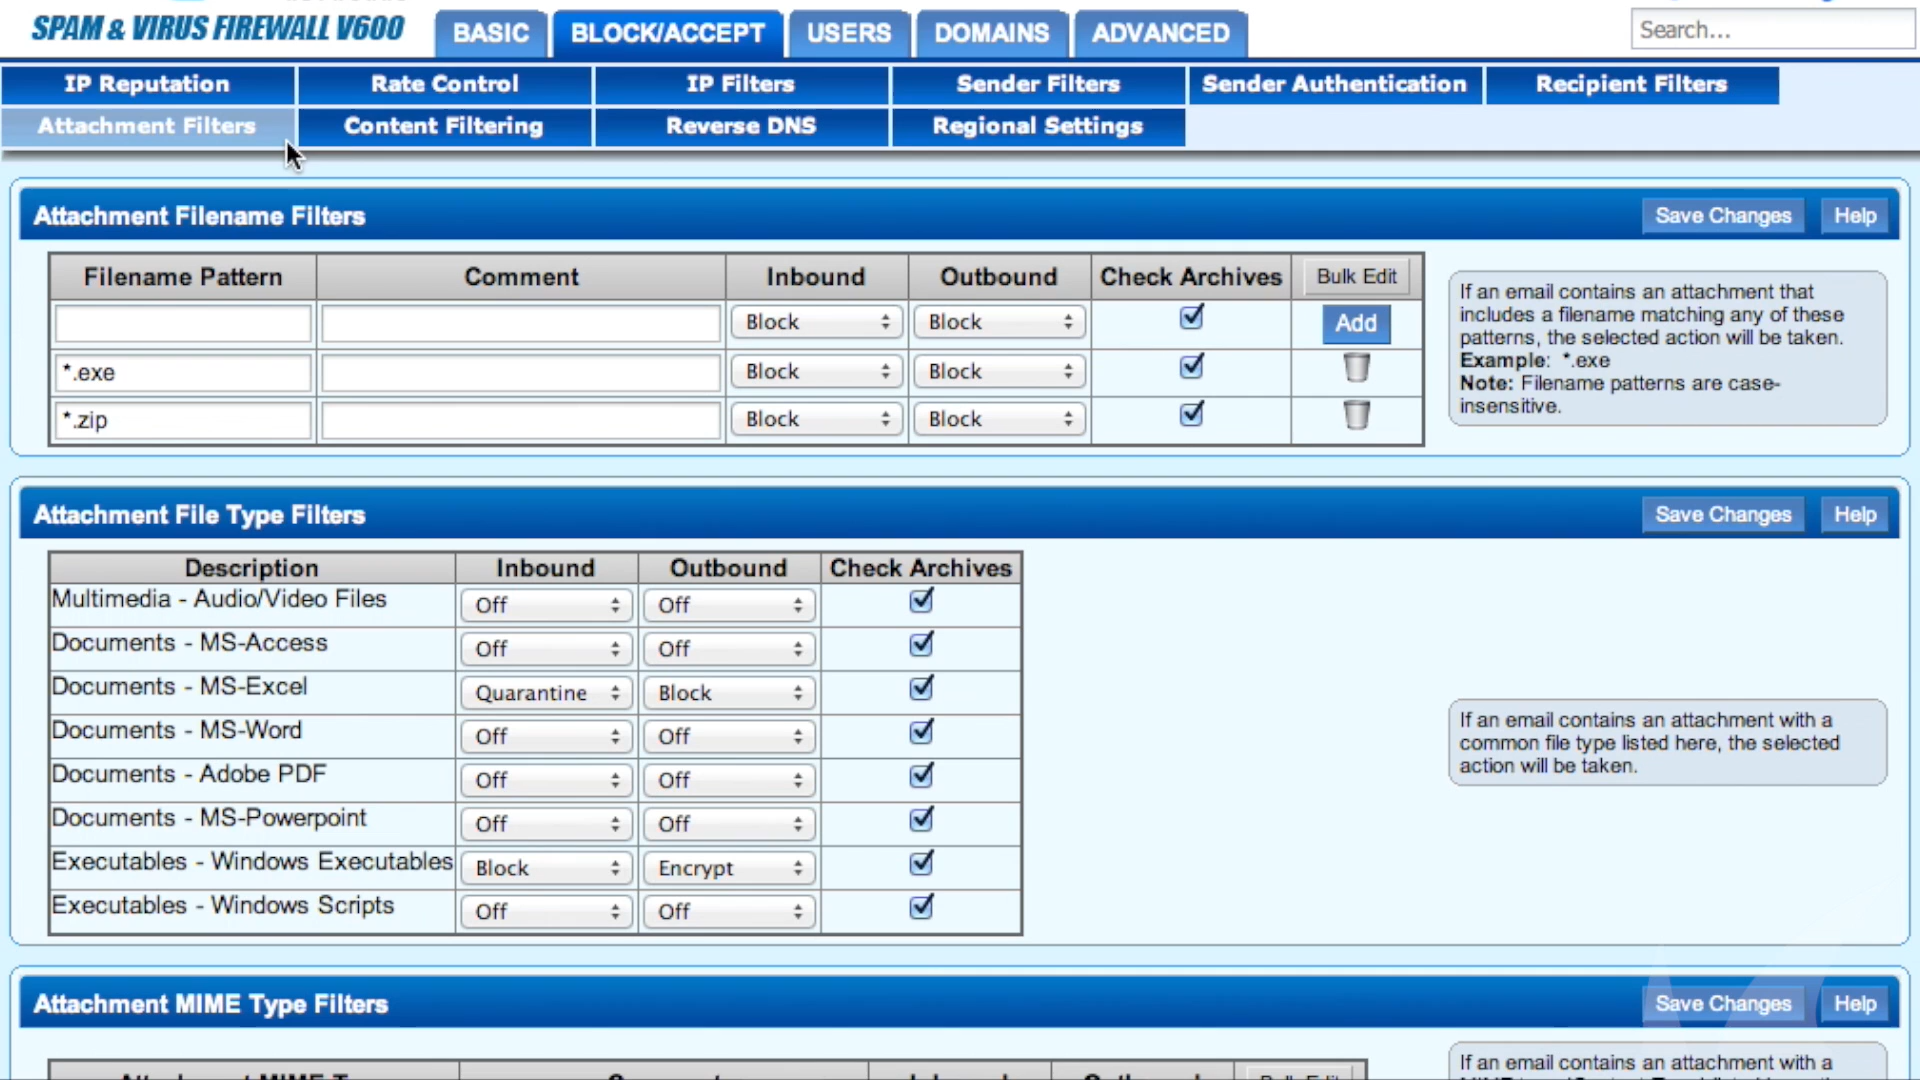 SPAM & VIRUS FIREWALL V600
BASIC
BLOCK/ACCEPT
USERS
DOMAINS
ADVANCED
Search...
IP Reputation
Rate Control
IP Filters
Sender Filters
Sender Authentication
Recipient Filters
Attachment Filters
Content Filtering
Reverse DNS
Regional Settings
Attachment Filename Filters
Save Changes
Help
Filename Pattern
Comment
Inbound
Outbound
Check Archives
Bulk Edit
Block
Block
Add
*.exe
Block
Block
*.zip
Block
Block
If an email contains an attachment that
includes a filename matching any of these
patterns, the selected action will be taken.
Example: *.exe
Note: Filename patterns are case-
insensitive.
Attachment File Type Filters
Save Changes
Help
Description
Inbound
Outbound
Check Archives
Multimedia - Audio/Video Files
Off
Off
Documents - MS-Access
Off
Off
Documents - MS-Excel
Quarantine
Block
Documents - MS-Word
Off
Off
Documents - Adobe PDF
Off
Off
Documents - MS-Powerpoint
Off
Off
Executables - Windows Executables
Block
Encrypt
Executables - Windows Scripts
Off
Off
If an email contains an attachment with a
common file type listed here, the selected
action will be taken.
Attachment MIME Type Filters
Save Changes
Help
If an email contains an attachment with a